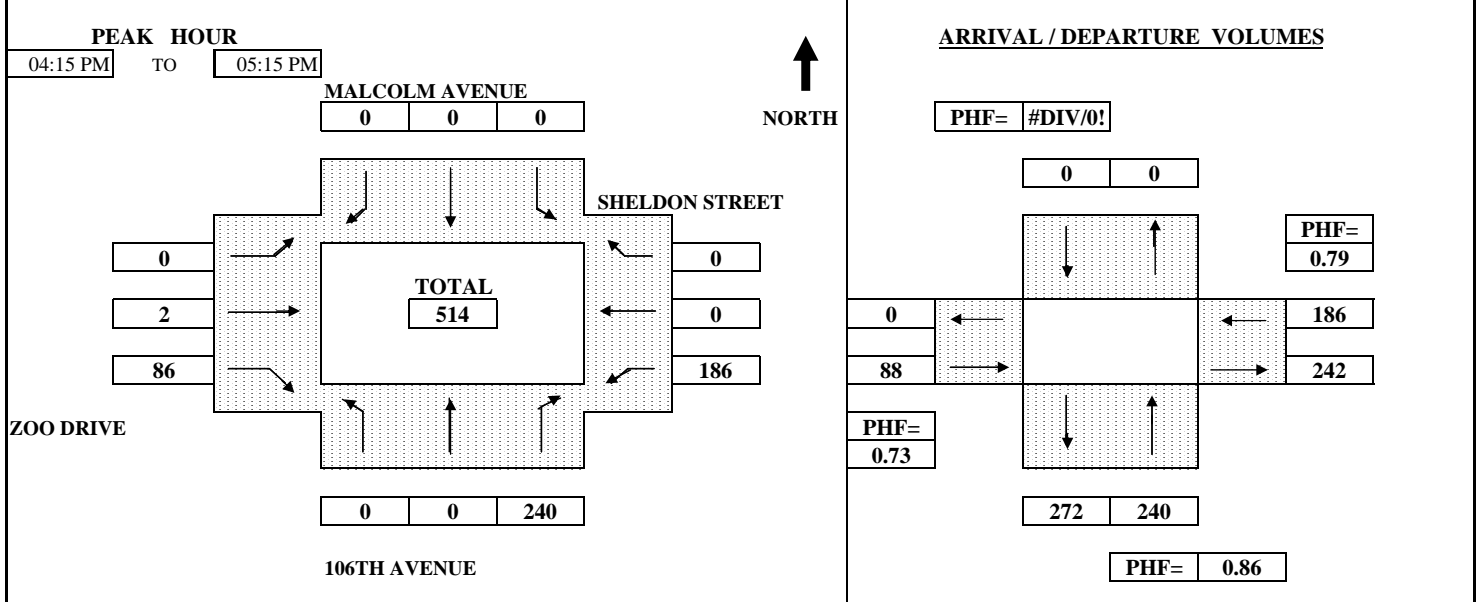 PEAK HOUR
04:15 PM TO 05:15 PM
MALCOLM AVENUE
0 0 0
NORTH
SHELDON STREET
0 0
TOTAL
2 514 0
86 186
ZOO DRIVE
0 0 240
106TH AVENUE
ARRIVAL / DEPARTURE VOLUMES
PHF= #DIV/0!
0 0
PHF=
0.79
0 186
88 242
PHF=
0.73
272 240
PHF= 0.86